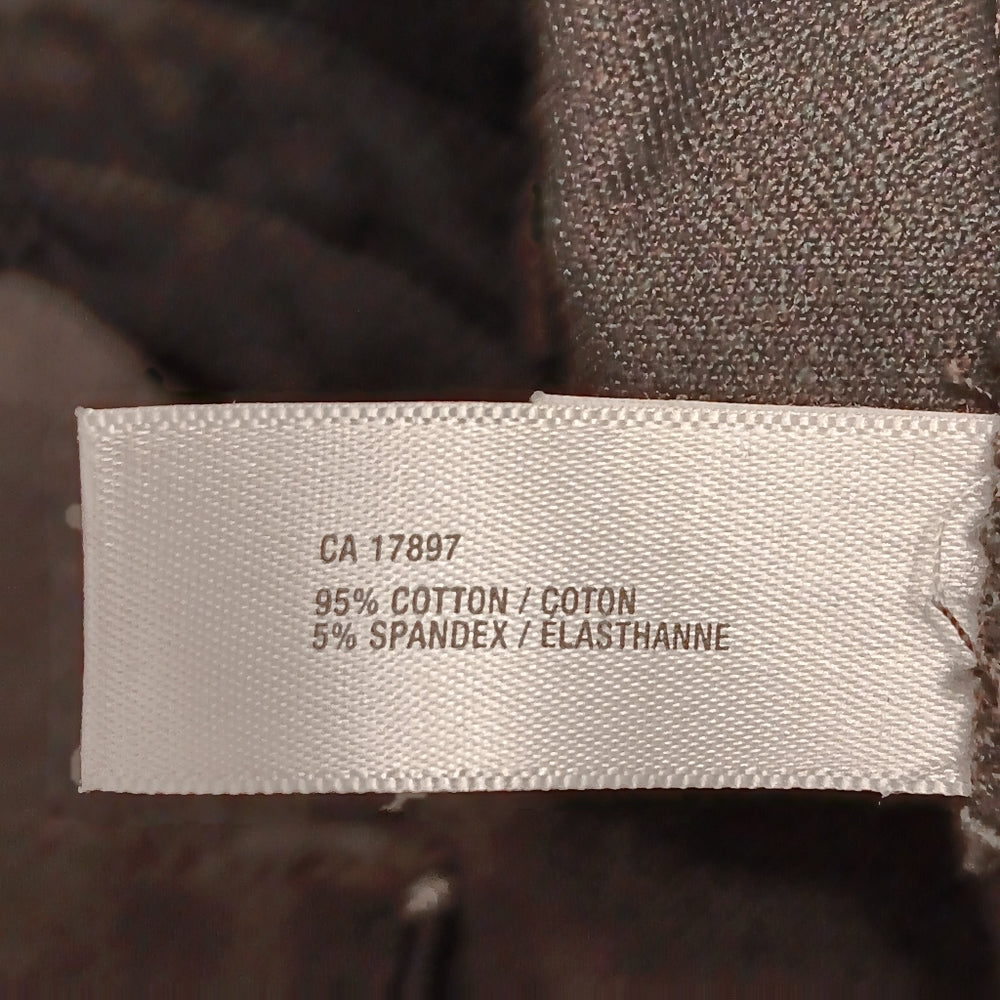 CA 17897
95% COTTON / COTON
5% SPANDEX / ÉLASTHANNE